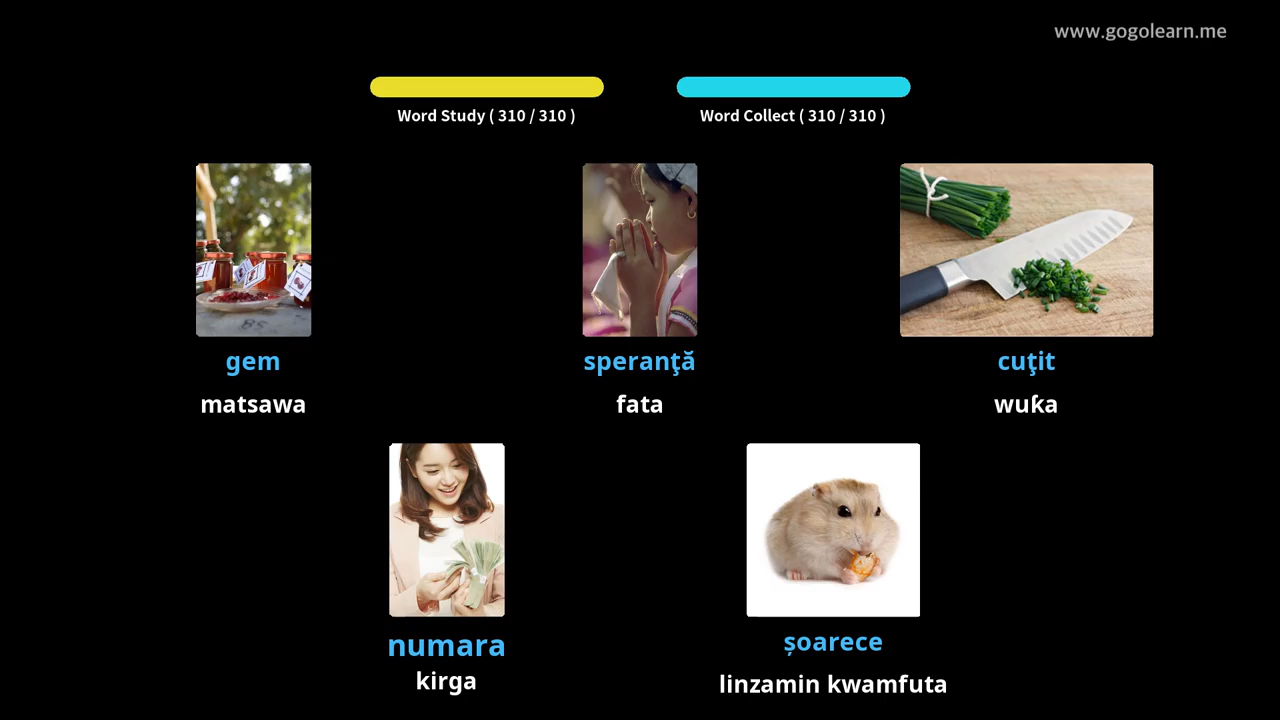 www.gogolearn.me
Word Study ( 310 / 310 )
Word Collect ( 310 / 310 )
gem
speranţă
cuţit
matsawa
fata
wuƙa
numara
șoarece
kirga
linzamin kwamfuta